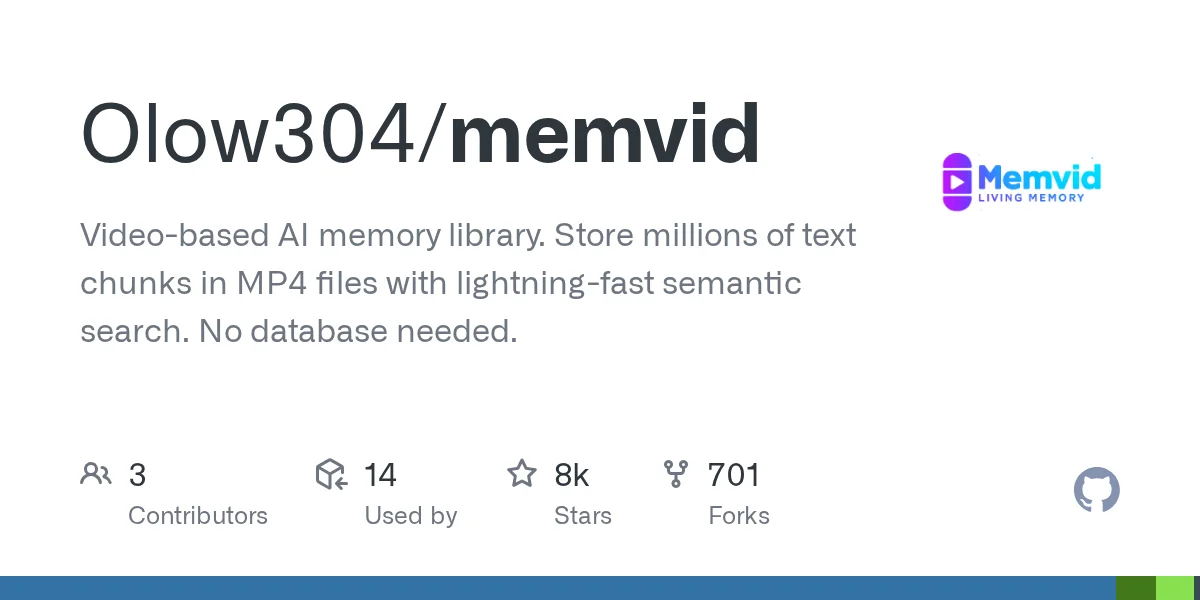 Olow304/memvid
Memvid
LIVING MEMORY
Video-based AI memory library. Store millions of text
chunks in MP4 files with lightning-fast semantic
search. No database needed.
3
Contributors
14
Used by
8k
Stars
701
Forks